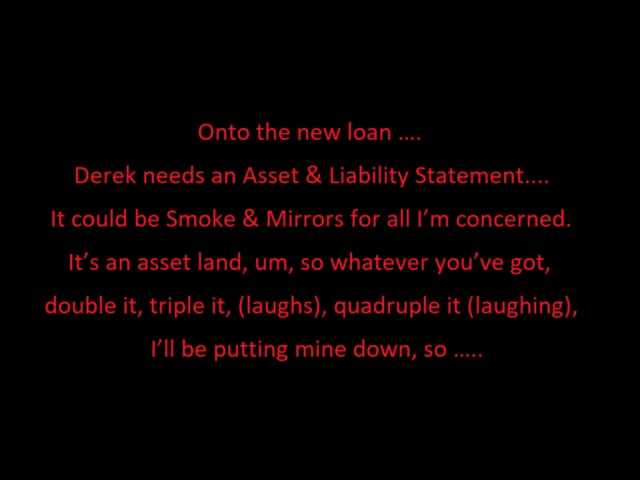 Onto the new loan ....
Derek needs an Asset & Liability Statement....
It could be Smoke & Mirrors for all I’m concerned.
It’s an asset land, um, so whatever you’ve got,
double it, triple it, (laughs), quadruple it (laughing),
I’ll be putting mine down, so .....